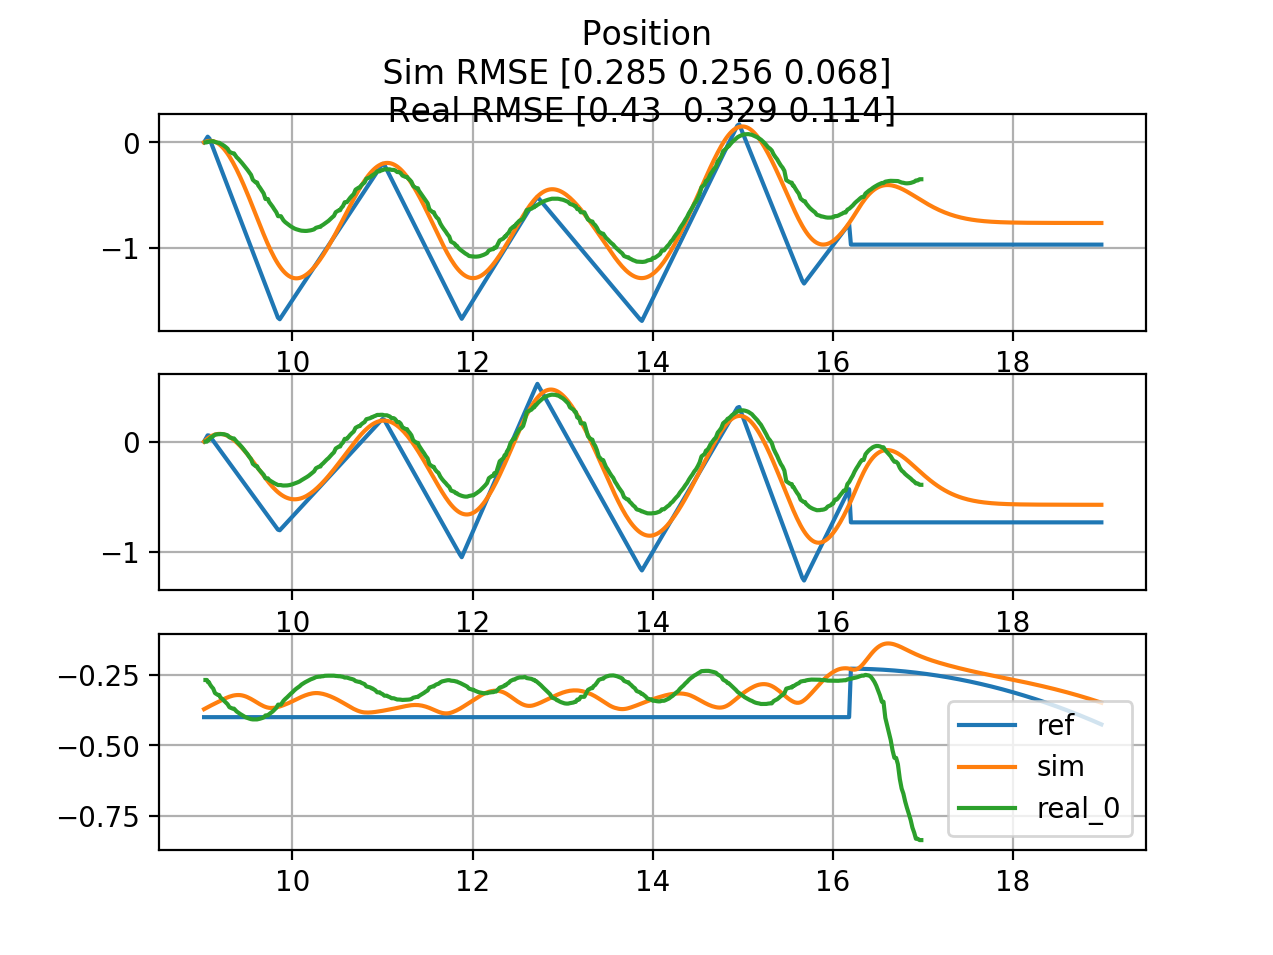 Position
Sim RMSE [0.285 0.256 0.068]
Real RMSE [0.43  0.329 0.114]
0
−1
10 12 14 16 18
0
−1
10 12 14 16 18
−0.25
−0.50
−0.75
ref
sim
real_0
10 12 14 16 18